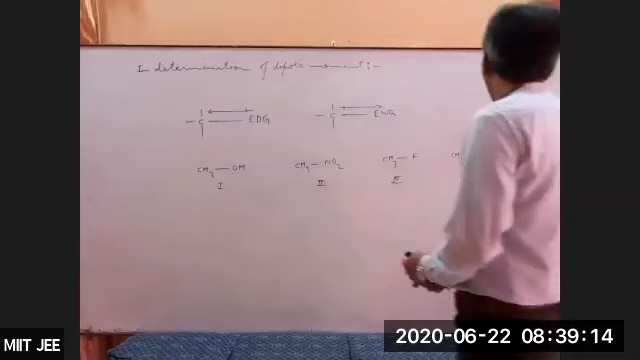 In determination of dipole moment:-
-C-EDG -C-EWG
CH3-OH CH3-NO2 CH3-F CH
I II III
MIIT JEE
2020-06-22 08:39:14